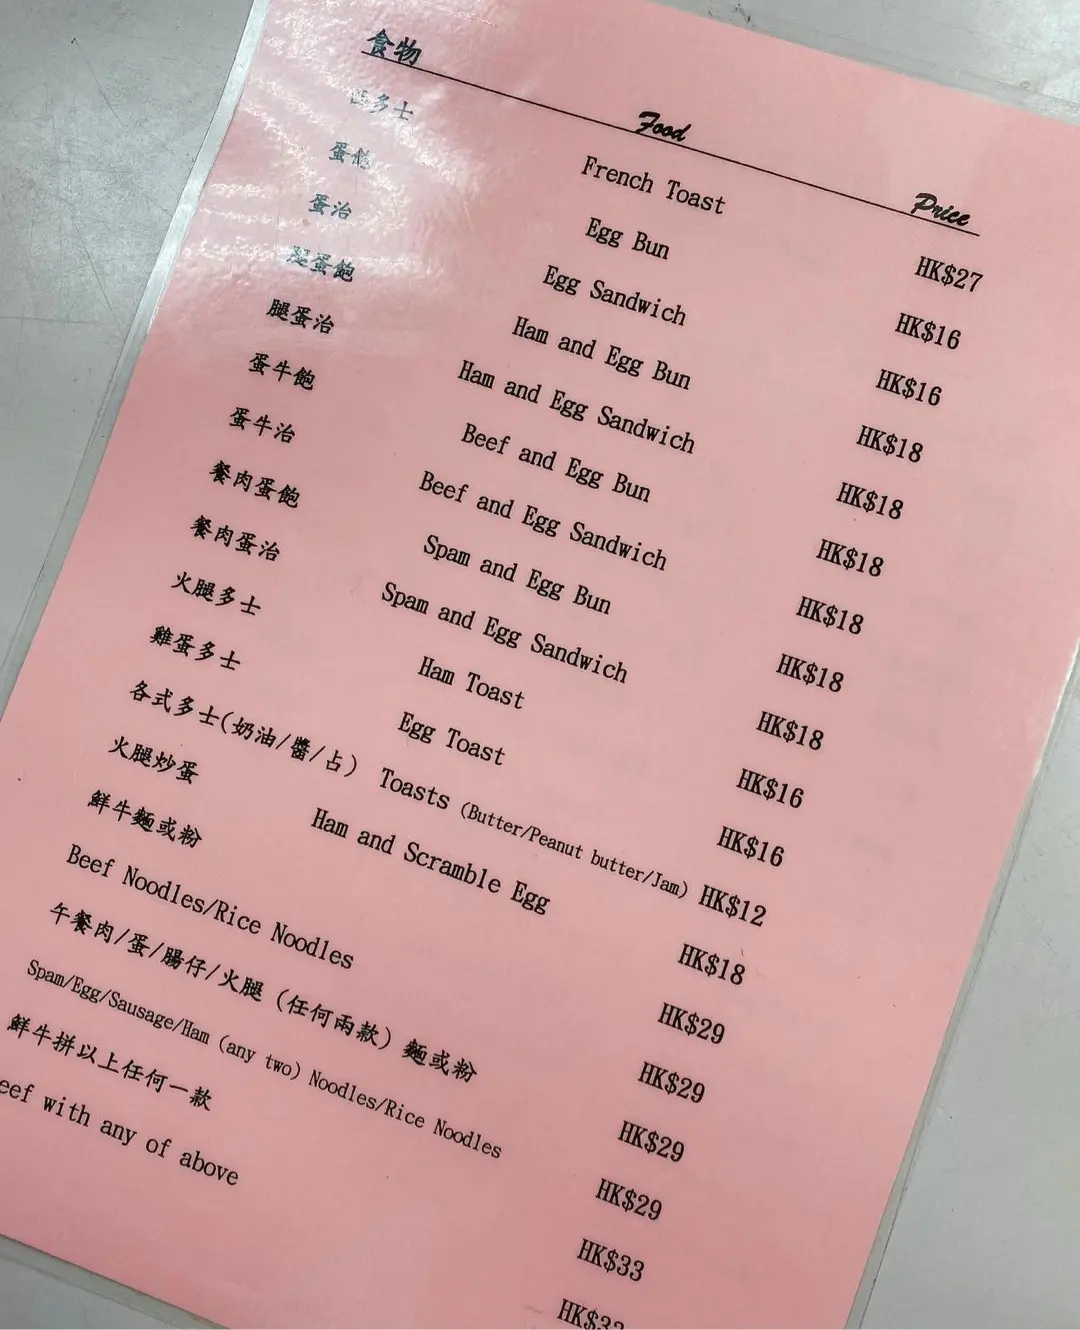 食物 Food Price
西多士 French Toast HK$27
蛋飽 Egg Bun HK$16
蛋治 Egg Sandwich HK$16
腿蛋飽 Ham and Egg Bun HK$18
腿蛋治 Ham and Egg Sandwich HK$18
蛋牛飽 Beef and Egg Bun HK$18
蛋牛治 Beef and Egg Sandwich HK$18
餐肉蛋飽 Spam and Egg Bun HK$18
餐肉蛋治 Spam and Egg Sandwich HK$18
火腿多士 Ham Toast HK$16
雞蛋多士 Egg Toast HK$16
各式多士(奶油/醬/占) Toasts (Butter/Peanut butter/Jam) HK$12
火腿炒蛋 Ham and Scramble Egg HK$18
鮮牛麵或粉 HK$29
Beef Noodles/Rice Noodles HK$29
午餐肉/蛋/腸仔/火腿 (任何兩款) 麵或粉 HK$29
Spam/Egg/Sausage/Ham (any two) Noodles/Rice Noodles HK$29
鮮牛拼以上任何一款 HK$33
eef with any of above HK$33